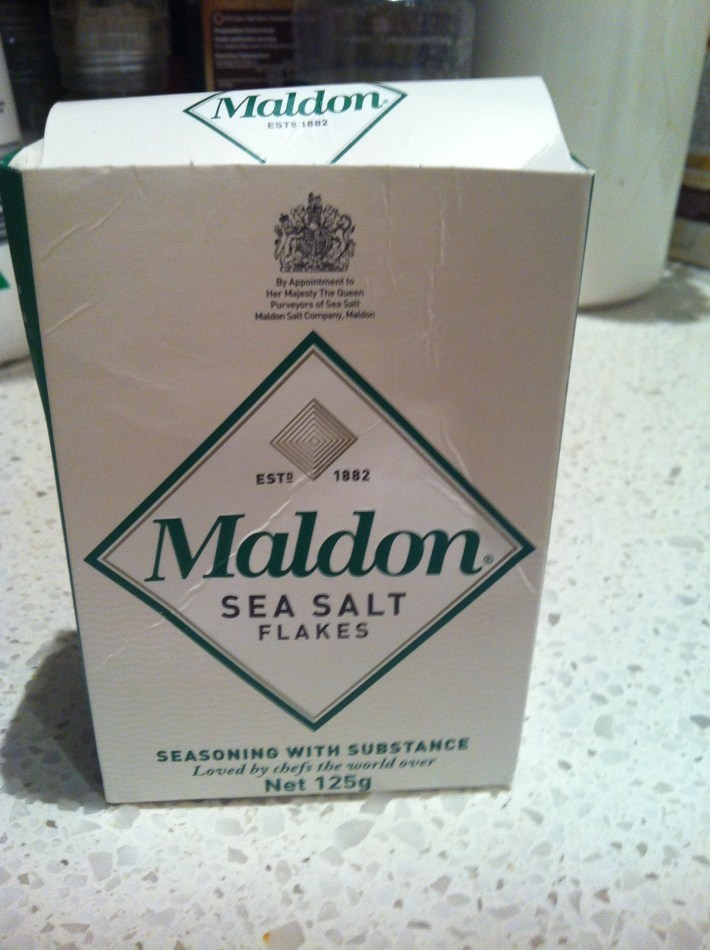 Maldon
ESTD 1882
By Appointment to
Her Majesty The Queen
Purveyors of Sea Salt
Maldon Salt Company, Maldon
ESTD 1882
Maldon®
SEA SALT
FLAKES
SEASONING WITH SUBSTANCE
Loved by chefs the world over
Net 125g